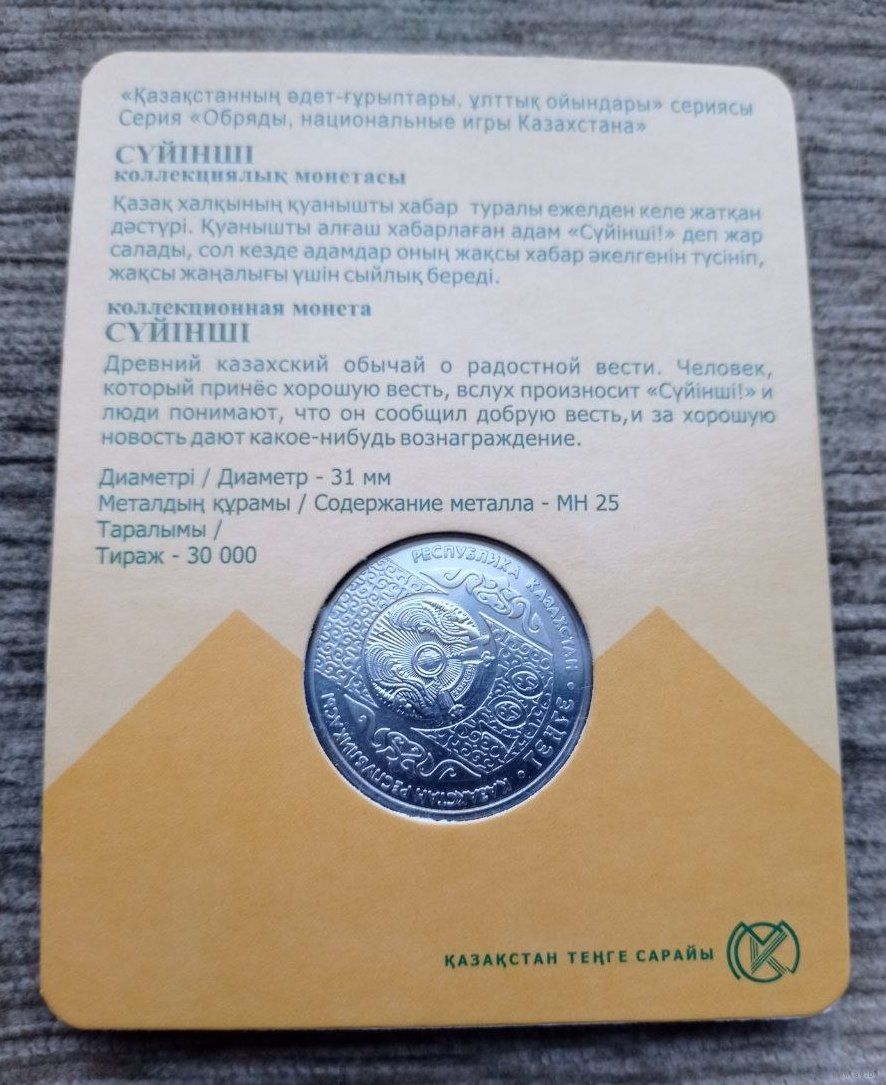 «Қазақстанның әдет-ғұрыптары, ұлттық ойындары» сериясы
Серия «Обряды, национальные игры Казахстана»
СҮЙІНШІ
коллекциялық монетасы
Қазақ халқының қуанышты хабар туралы ежелден келе жатқан
дәстүрі. Қуанышты алғаш хабарлаған адам «Сүйінші!» деп жар
салады, сол кезде адамдар оның жақсы хабар әкелгенін түсініп,
жақсы жаңалығы үшін сыйлық береді.
коллекционная монета
СҮЙІНШІ
Древний казахский обычай о радостной вести. Человек,
который принёс хорошую весть, вслух произносит «Сүйінші!» и
люди понимают, что он сообщил добрую весть,и за хорошую
новость дают какое-нибудь вознаграждение.
Диаметрі / Диаметр - 31 мм
Металдың құрамы / Содержание металла - МН 25
Таралымы /
Тираж - 30 000
РЕСПУБЛИКА КАЗАХСТАН
ҚАЗАҚСТАН РЕСПУБЛИКАСЫ
ҚАЗАҚСТАН ТЕҢГЕ САРАЙЫ